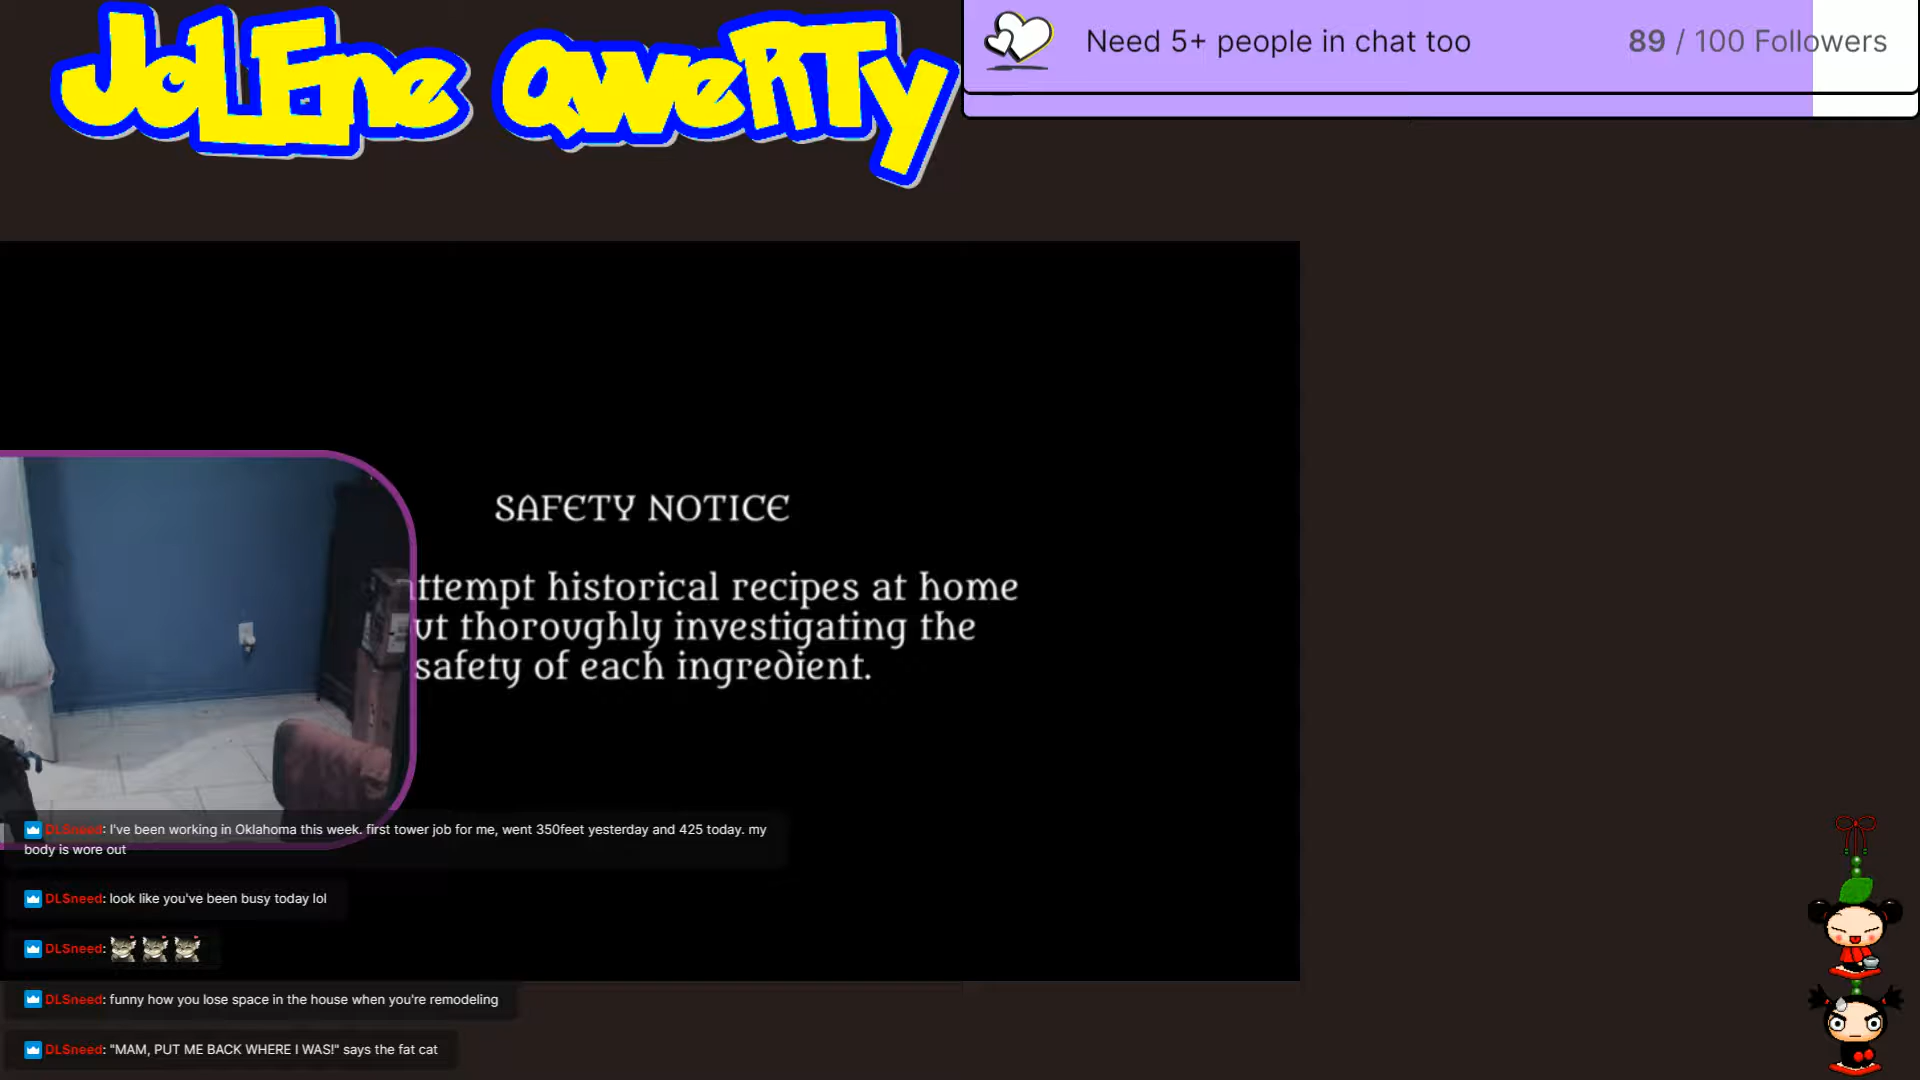 JoLEne QweRTy
Need 5+ people in chat too
89 / 100 Followers
SAFETY NOTICE
ttempt historical recipes at home
ut thoroughly investigating the
safety of each ingredient.
DLSneed: I've been working in Oklahoma this week. first tower job for me, went 350feet yesterday and 425 today. my
body is wore out
DLSneed: look like you've been busy today lol
DLSneed:
DLSneed: funny how you lose space in the house when you're remodeling
DLSneed: "MAM, PUT ME BACK WHERE I WAS!" says the fat cat